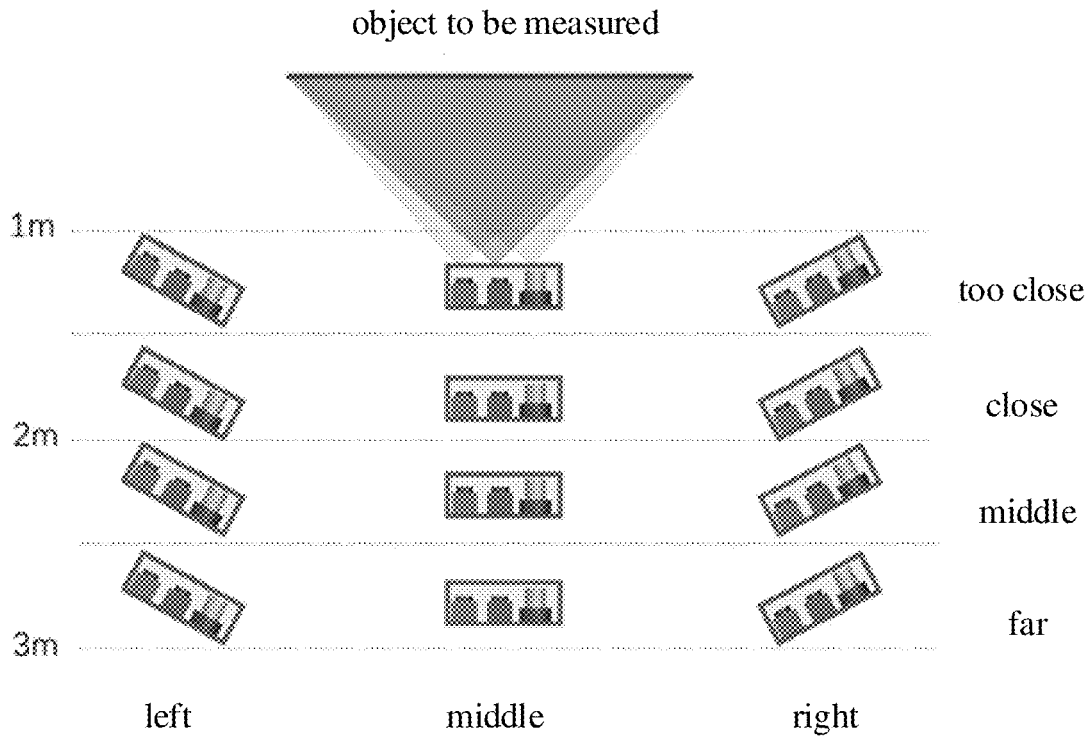 object to be measured
1m
too close
close
2m
middle
far
3m
left middle right